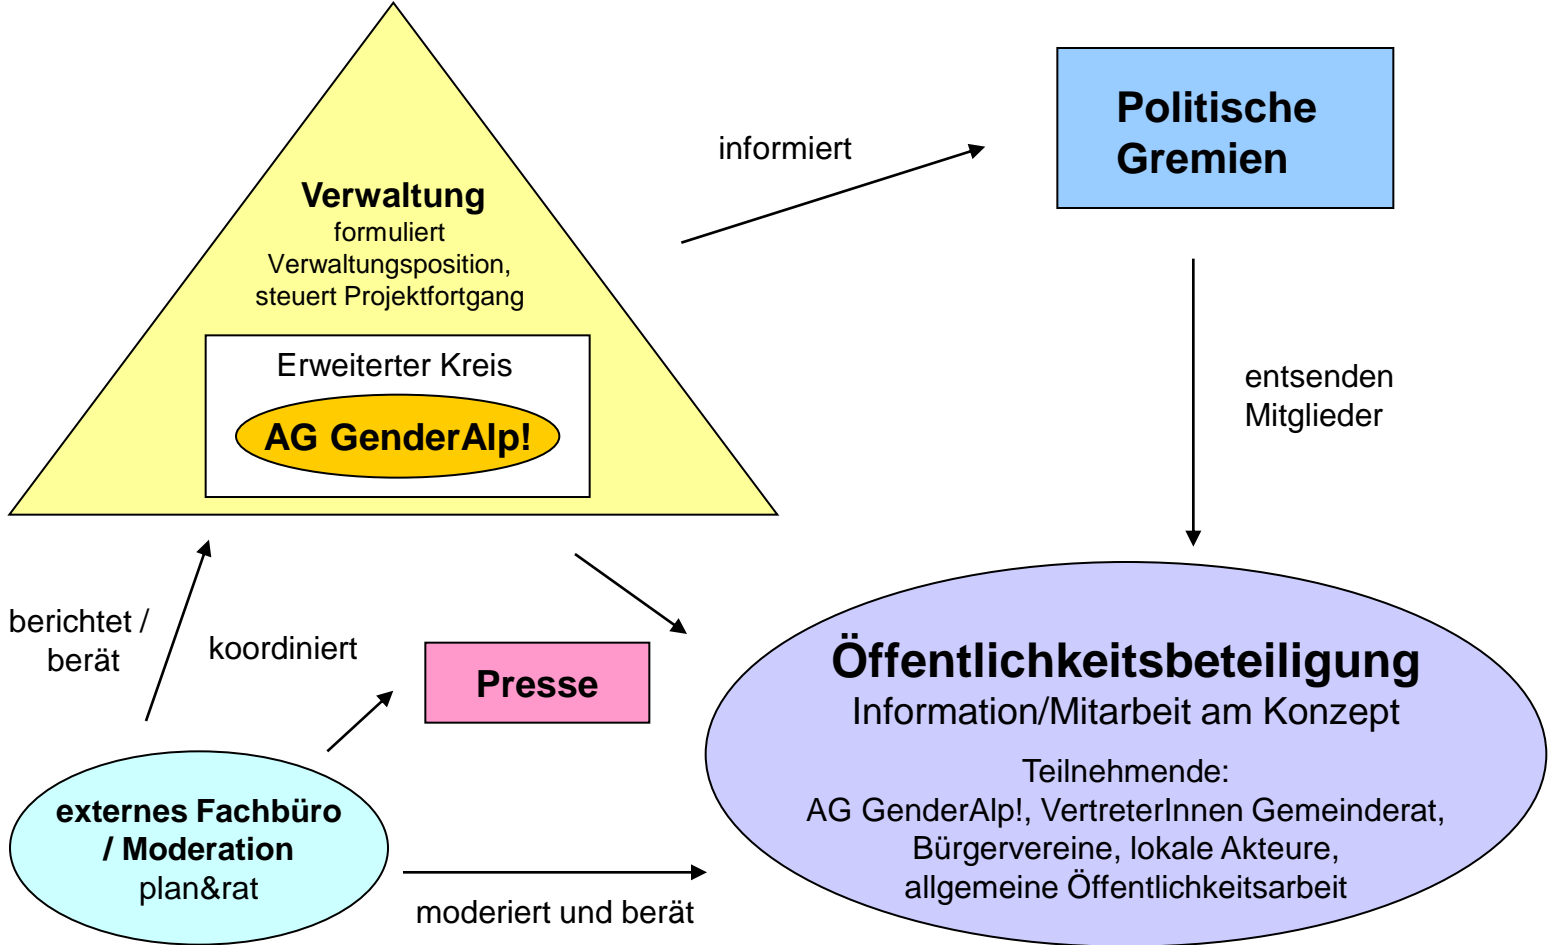 Verwaltung
formuliert
Verwaltungsposition,
steuert Projektfortgang
Erweiterter Kreis
AG GenderAlp!
informiert
Politische
Gremien
entsenden
Mitglieder
berichtet /
berät
koordiniert
Presse
externes Fachbüro
/ Moderation
plan&rat
moderiert und berät
Öffentlichkeitsbeteiligung
Information/Mitarbeit am Konzept
Teilnehmende:
AG GenderAlp!, VertreterInnen Gemeinderat,
Bürgervereine, lokale Akteure,
allgemeine Öffentlichkeitsarbeit